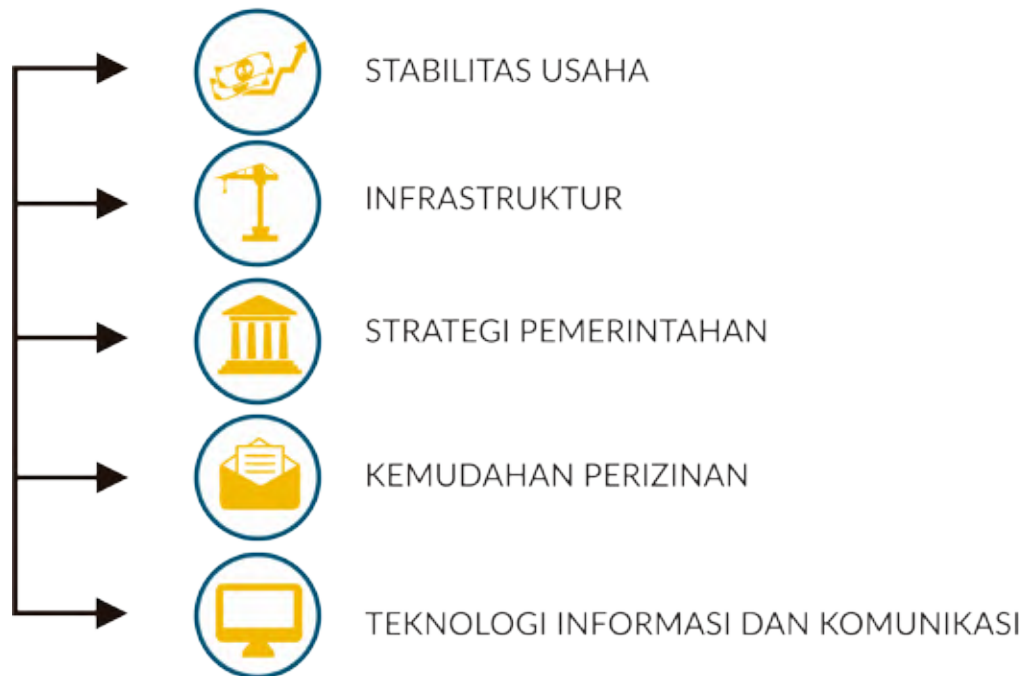 STABILITAS USAHA
INFRASTRUKTUR
STRATEGI PEMERINTAHAN
KEMUDAHAN PERIZINAN
TEKNOLOGI INFORMASI DAN KOMUNIKASI